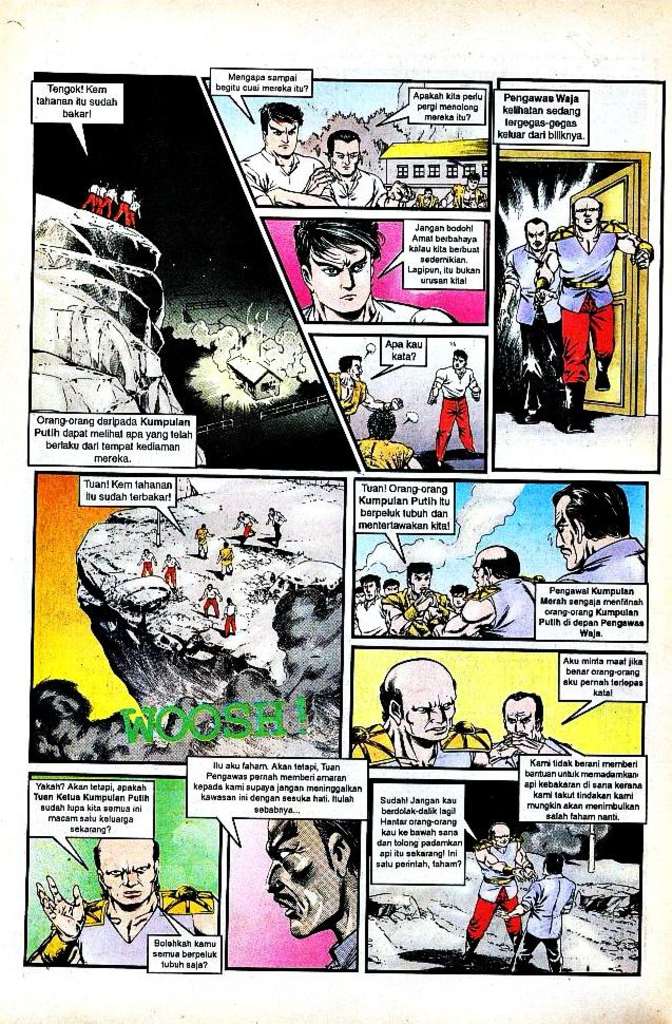 Tengok! Kem
tahanan itu sudah
bakar!
Orang-orang daripada Kumpulan
Putih dapat melihat apa yang telah
berlaku dari tempat kediaman
mereka.
Mengapa sampai
begitu cuai mereka itu?
Apakah kita perlu
pergi menolong
mereka itu?
Jangan bodoh!
Amat berbahaya
kalau kita berbuat
sedemikian.
Lagipun, itu bukan
urusan kita!
Apa kau
kata?
Pengawas Waja
kelihatan sedang
tergegas-gegas
keluar dari biliknya.
Tuan! Kem tahanan
itu sudah terbakar!
WOOSH!
Tuan! Orang-orang
Kumpulan Putih itu
berpeluk tubuh dan
mentertawakan kita!
Pengawal Kumpulan
Merah sengaja memfitnah
orang-orang Kumpulan
Putih di depan Pengawas
Waja.
Aku minta maaf jika
benar orang-orang
aku pernah terlepas
kata!
Kami tidak berani memberi
bantuan untuk memadamkan
api kebakaran di sana kerana
kami takut tindakan kami
mungkin akan menimbulkan
salah faham nanti.
Yakah? Akan tetapi, apakah
Tuan Ketua Kumpulan Putih
sudah lupa kita semua ini
macam satu keluarga
sekarang?
Bolehkah kamu
semua berpeluk
tubuh saja?
Itu aku faham. Akan tetapi, Tuan
Pengawas pernah memberi amaran
kepada kami supaya jangan meninggalkan
kawasan ini dengan sesuka hati. Itulah
sebabnya...
Sudah! Jangan kau
berdolak-dalik lagi!
Hantar orang-orang
kau ke bawah sana
dan tolong padamkan
api itu sekarang! Ini
satu perintah, faham?